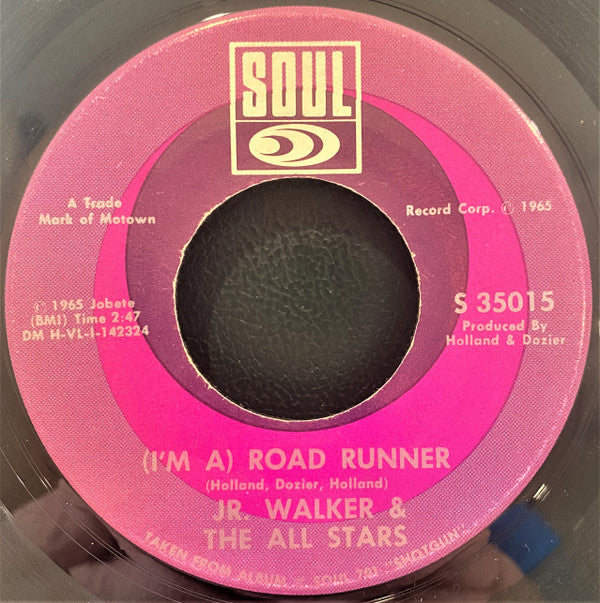 SOUL
A Trade
Mark of Motown
Record Corp. © 1965
℗ 1965 Jobete
(BMI) Time 2:47
DM H-VL-I-142324
S 35015
Produced By
Holland & Dozier
(I'M A) ROAD RUNNER
(Holland, Dozier, Holland)
JR. WALKER &
THE ALL STARS
TAKEN FROM ALBUM SOUL 701 "SHOTGUN"